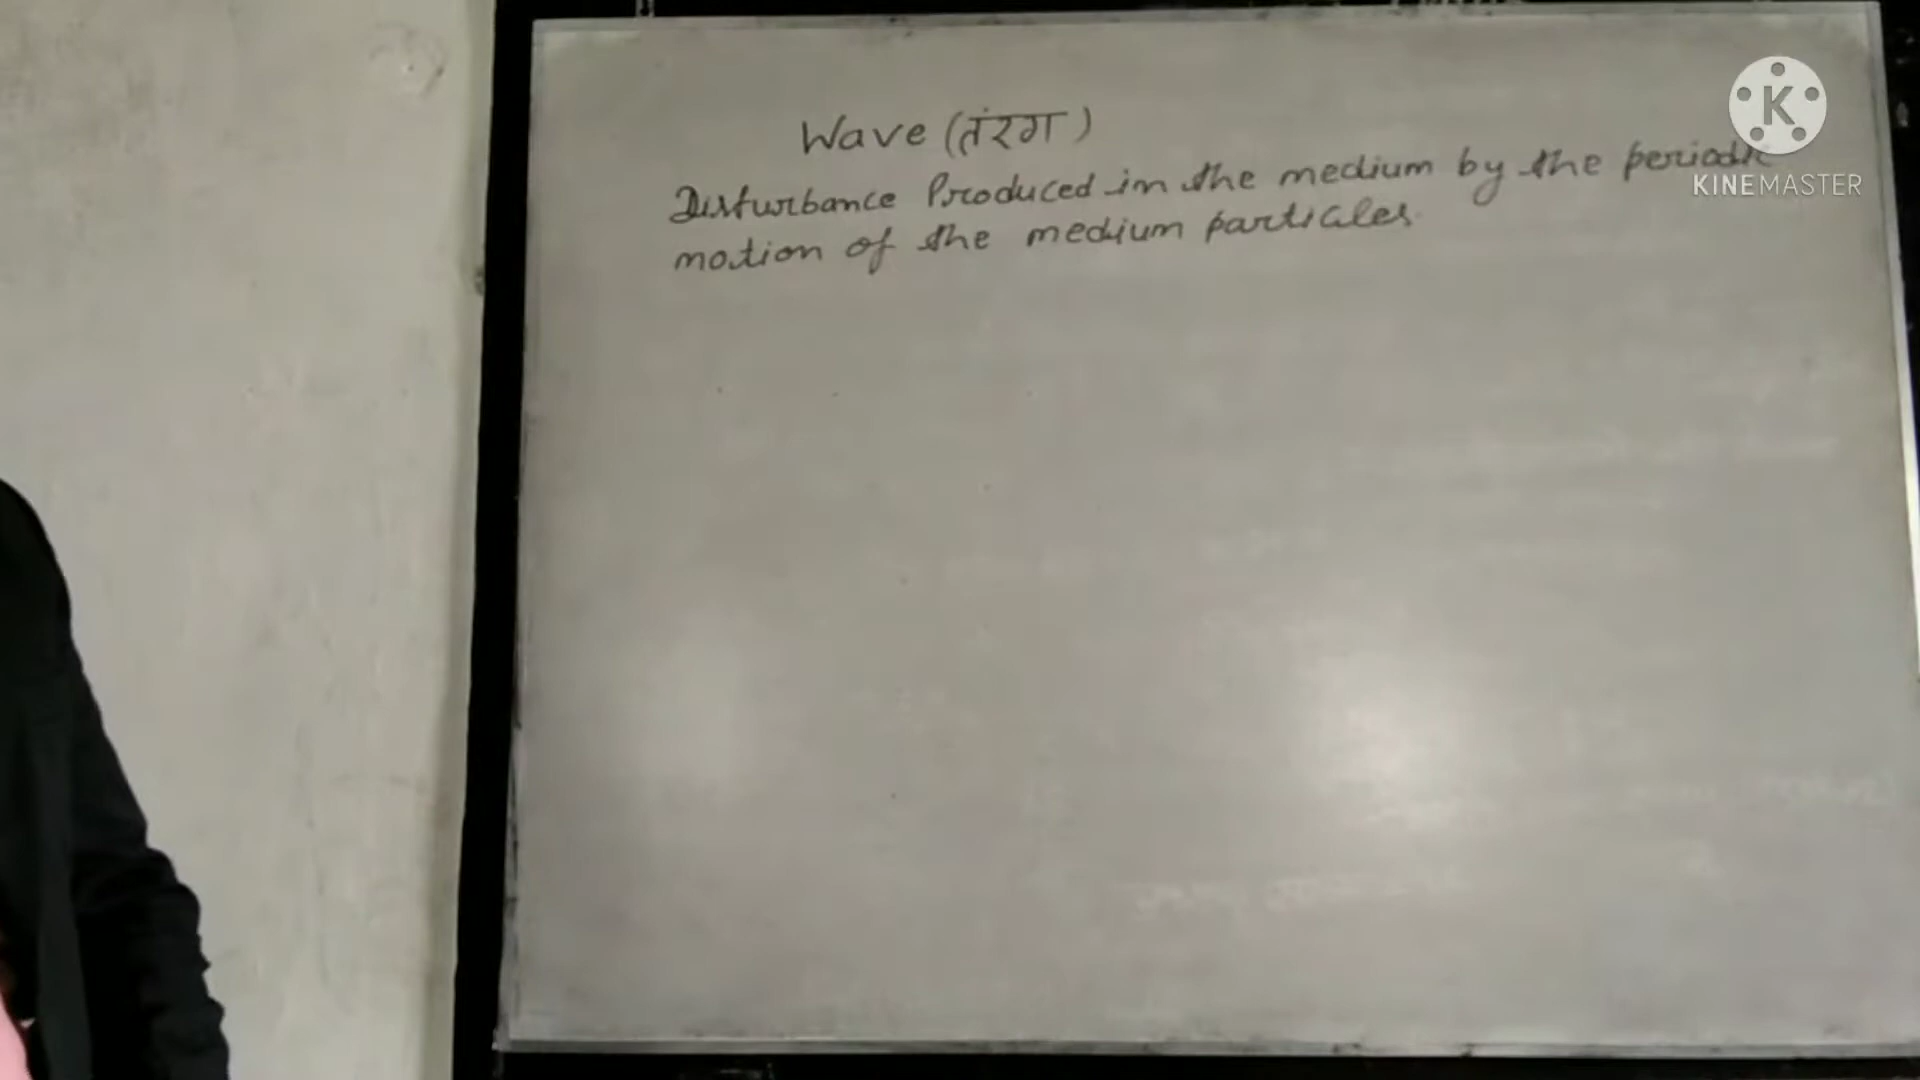 Wave (तंरग)
Disturbance Produced in the medium by the periodic
motion of the medium particles.
K
KINEMASTER